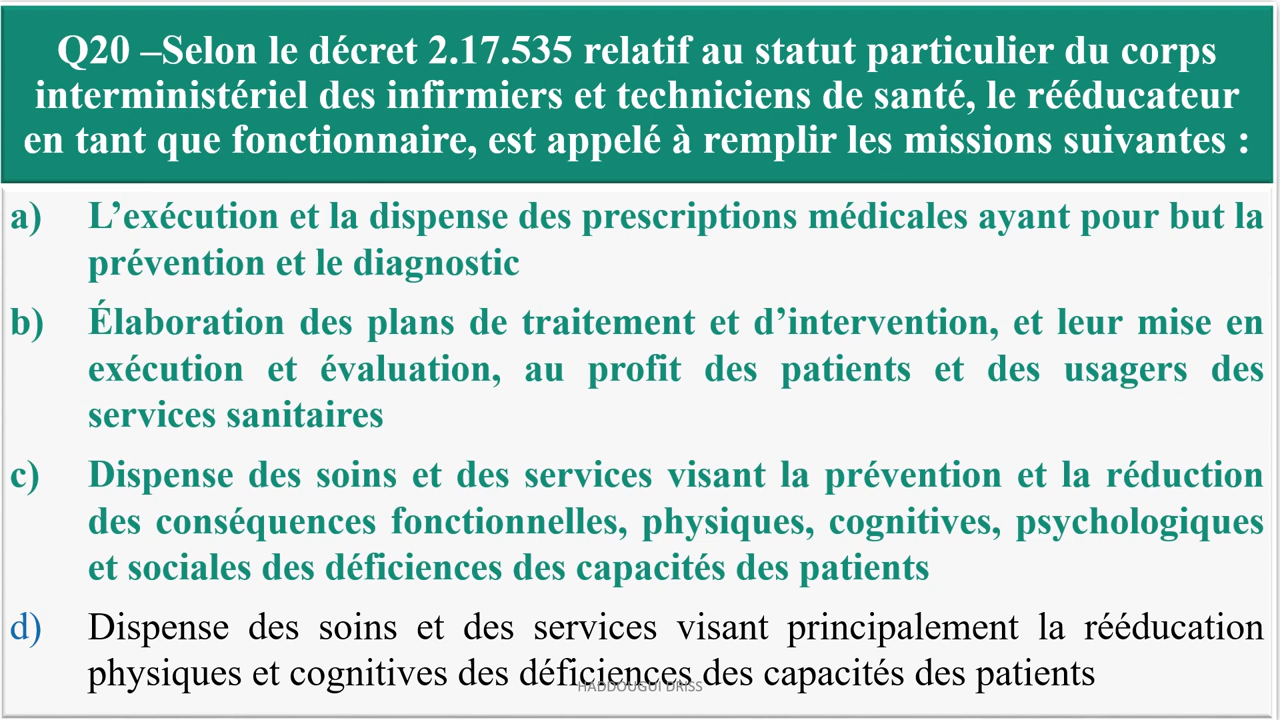 Q20 –Selon le décret 2.17.535 relatif au statut particulier du corps
interministériel des infirmiers et techniciens de santé, le rééducateur
en tant que fonctionnaire, est appelé à remplir les missions suivantes :
a) L’exécution et la dispense des prescriptions médicales ayant pour but la
prévention et le diagnostic
b) Élaboration des plans de traitement et d’intervention, et leur mise en
exécution et évaluation, au profit des patients et des usagers des
services sanitaires
c) Dispense des soins et des services visant la prévention et la réduction
des conséquences fonctionnelles, physiques, cognitives, psychologiques
et sociales des déficiences des capacités des patients
d) Dispense des soins et des services visant principalement la rééducation
physiques et cognitives des déficiences des capacités des patients
HADDOUGUI DRISS